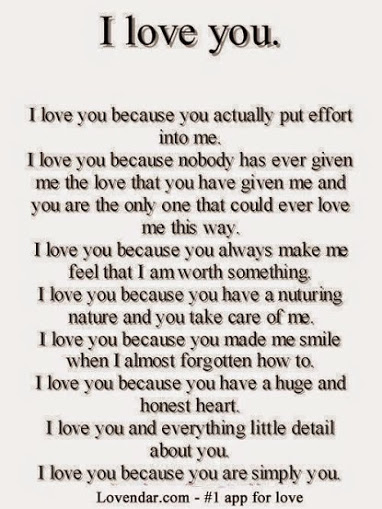 I love you.
I love you because you actually put effort
into me.
I love you because nobody has ever given
me the love that you have given me and
you are the only one that could ever love
me this way.
I love you because you always make me
feel that I am worth something.
I love you because you have a nuturing
nature and you take care of me.
I love you because you made me smile
when I almost forgotten how to.
I love you because you have a huge and
honest heart.
I love you and everything little detail
about you.
I love you because you are simply you.
Lovendar.com - #1 app for love